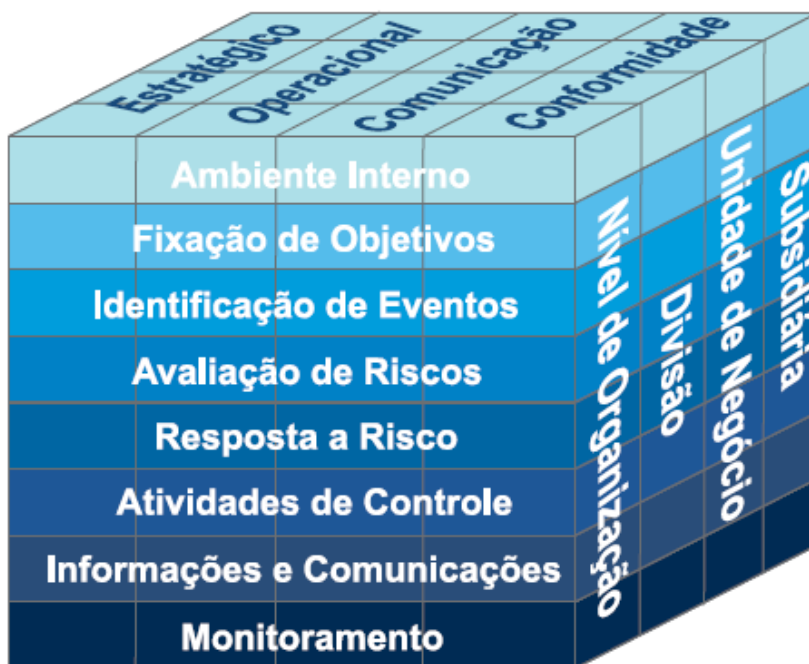 Estratégico
Operacional
Comunicação
Conformidade
Ambiente Interno
Fixação de Objetivos
Identificação de Eventos
Avaliação de Riscos
Resposta a Risco
Atividades de Controle
Informações e Comunicações
Monitoramento
Nível de Organização
Divisão
Unidade de Negócio
Subsidiária